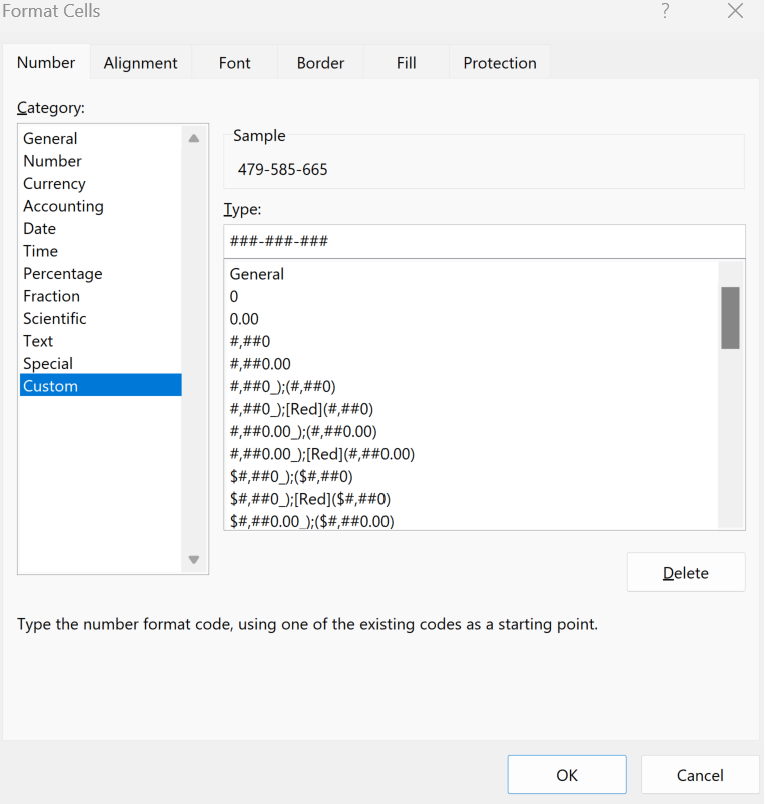 Format Cells ? ×
Number Alignment Font Border Fill Protection
Category:
General
Number
Currency
Accounting
Date
Time
Percentage
Fraction
Scientific
Text
Special
Custom
Sample
479-585-665
Type:
###-###-###
General
0
0.00
#,##0
#,##0.00
#,##0_);(#,##0)
#,##0_);[Red](#,##0)
#,##0.00_);(#,##0.00)
#,##0.00_);[Red](#,##0.00)
$#,##0_);($#,##0)
$#,##0_);[Red]($#,##0)
$#,##0.00_);($#,##0.00)
Delete
Type the number format code, using one of the existing codes as a starting point.
OK Cancel